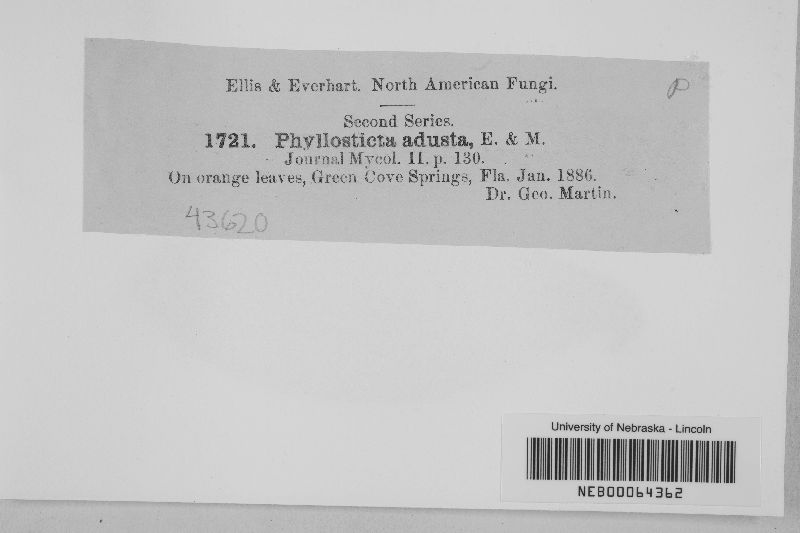 Ellis & Everhart. North American Fungi.
Second Series.
1721. Phyllosticta adusta, E. & M.
Journal Mycol. II. p. 130.
On orange leaves, Green Cove Springs, Fla. Jan. 1886.
Dr. Geo. Martin.
43620
p
University of Nebraska - Lincoln
NEB00064362